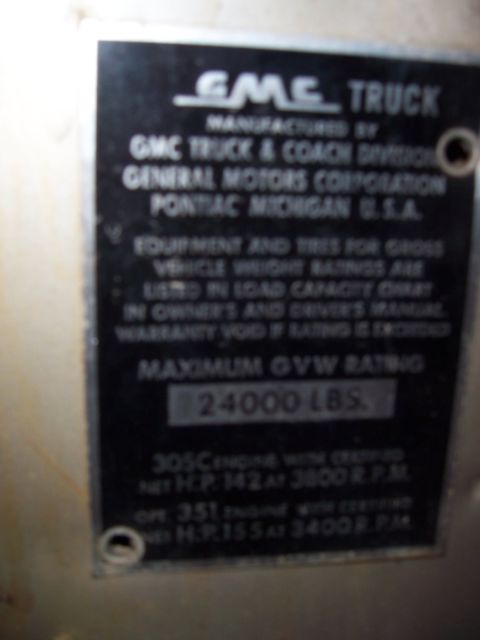 GMC TRUCK
MANUFACTURED BY
GMC TRUCK & COACH DIVISION
GENERAL MOTORS CORPORATION
PONTIAC MICHIGAN U.S.A.
EQUIPMENT AND TIRES FOR GROSS
VEHICLE WEIGHT RATINGS ARE
LISTED IN LOAD CAPACITY CHART
IN OWNER'S AND DRIVER'S MANUAL.
WARRANTY VOID IF RATING IS EXCEEDED
MAXIMUM GVW RATING
24000 LBS.
305C ENGINE WITH CERTIFIED
NET H.P. 142 AT 3800 R.P.M.
OPT. 351 ENGINE WITH CERTIFIED
NET H.P. 155 AT 3400 R.P.M.